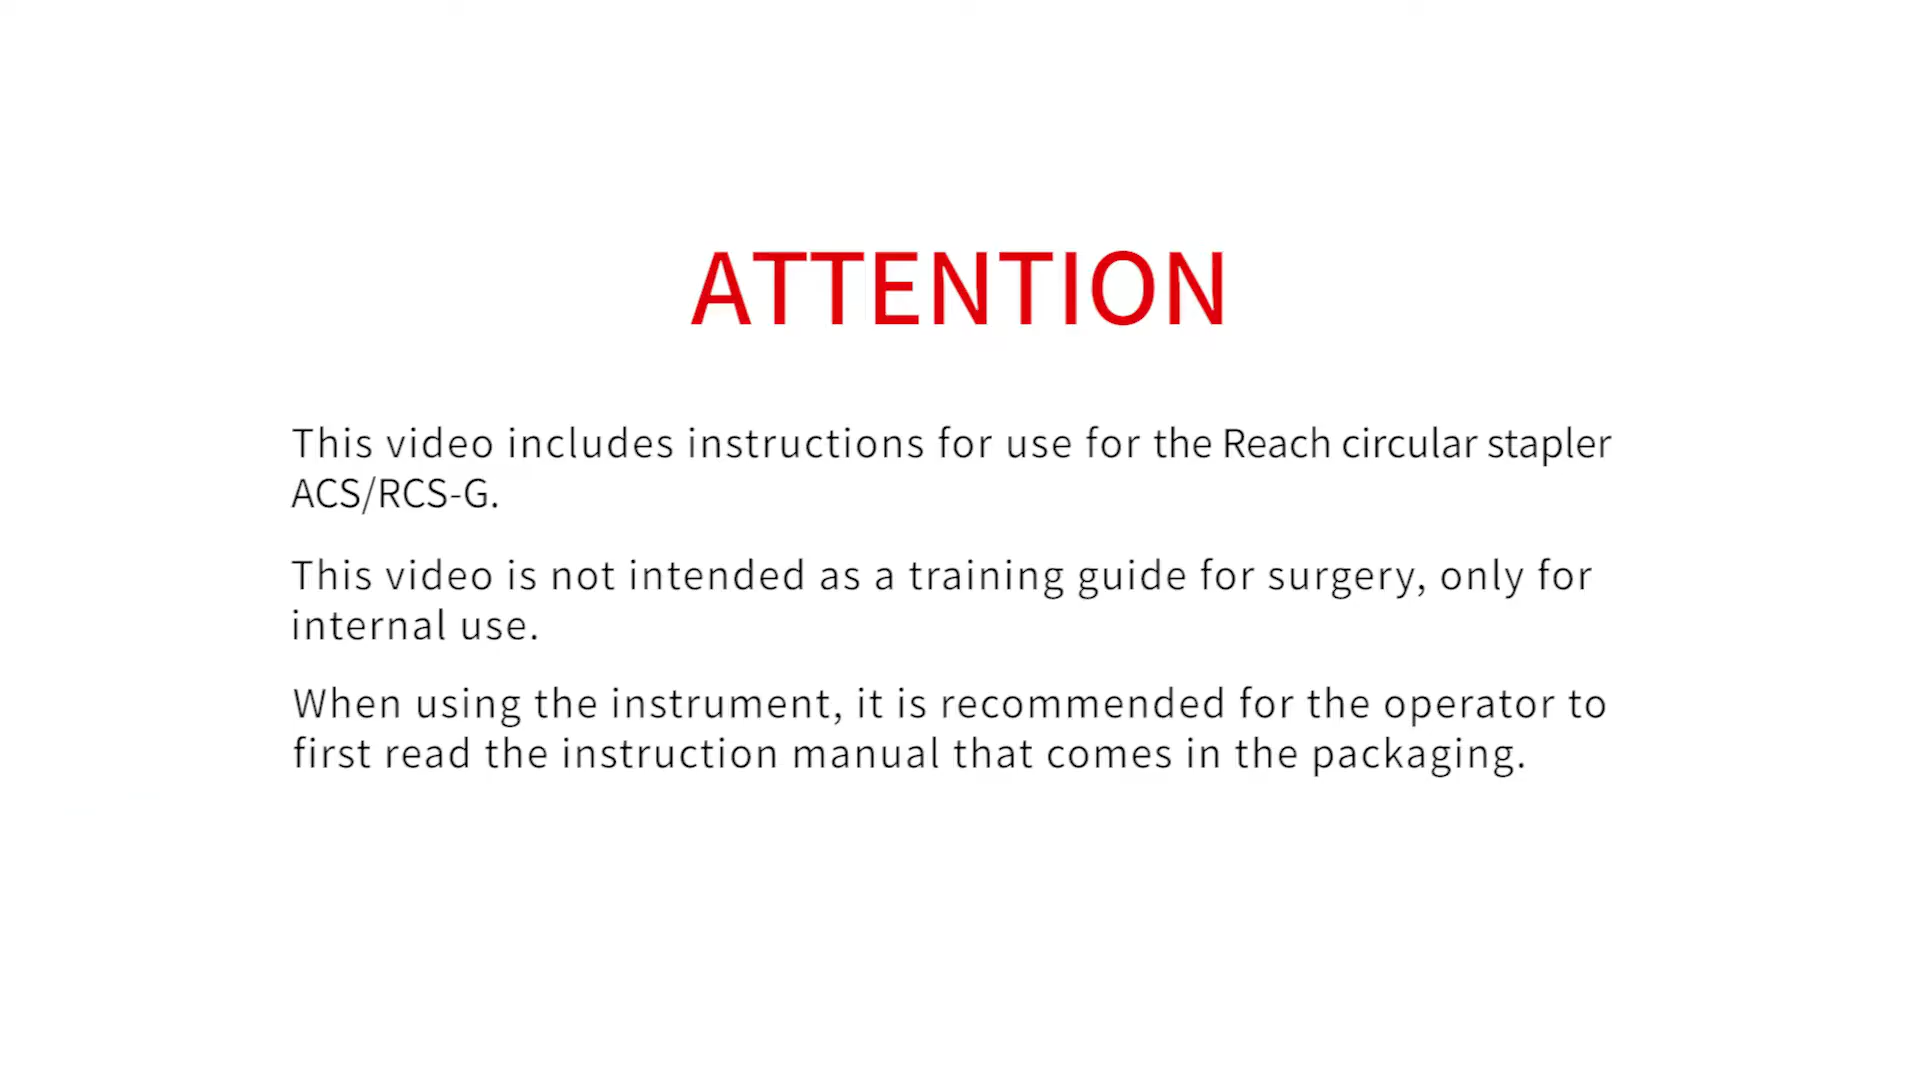 ATTENTION
This video includes instructions for use for the Reach circular stapler
ACS/RCS-G.
This video is not intended as a training guide for surgery, only for
internal use.
When using the instrument, it is recommended for the operator to
first read the instruction manual that comes in the packaging.